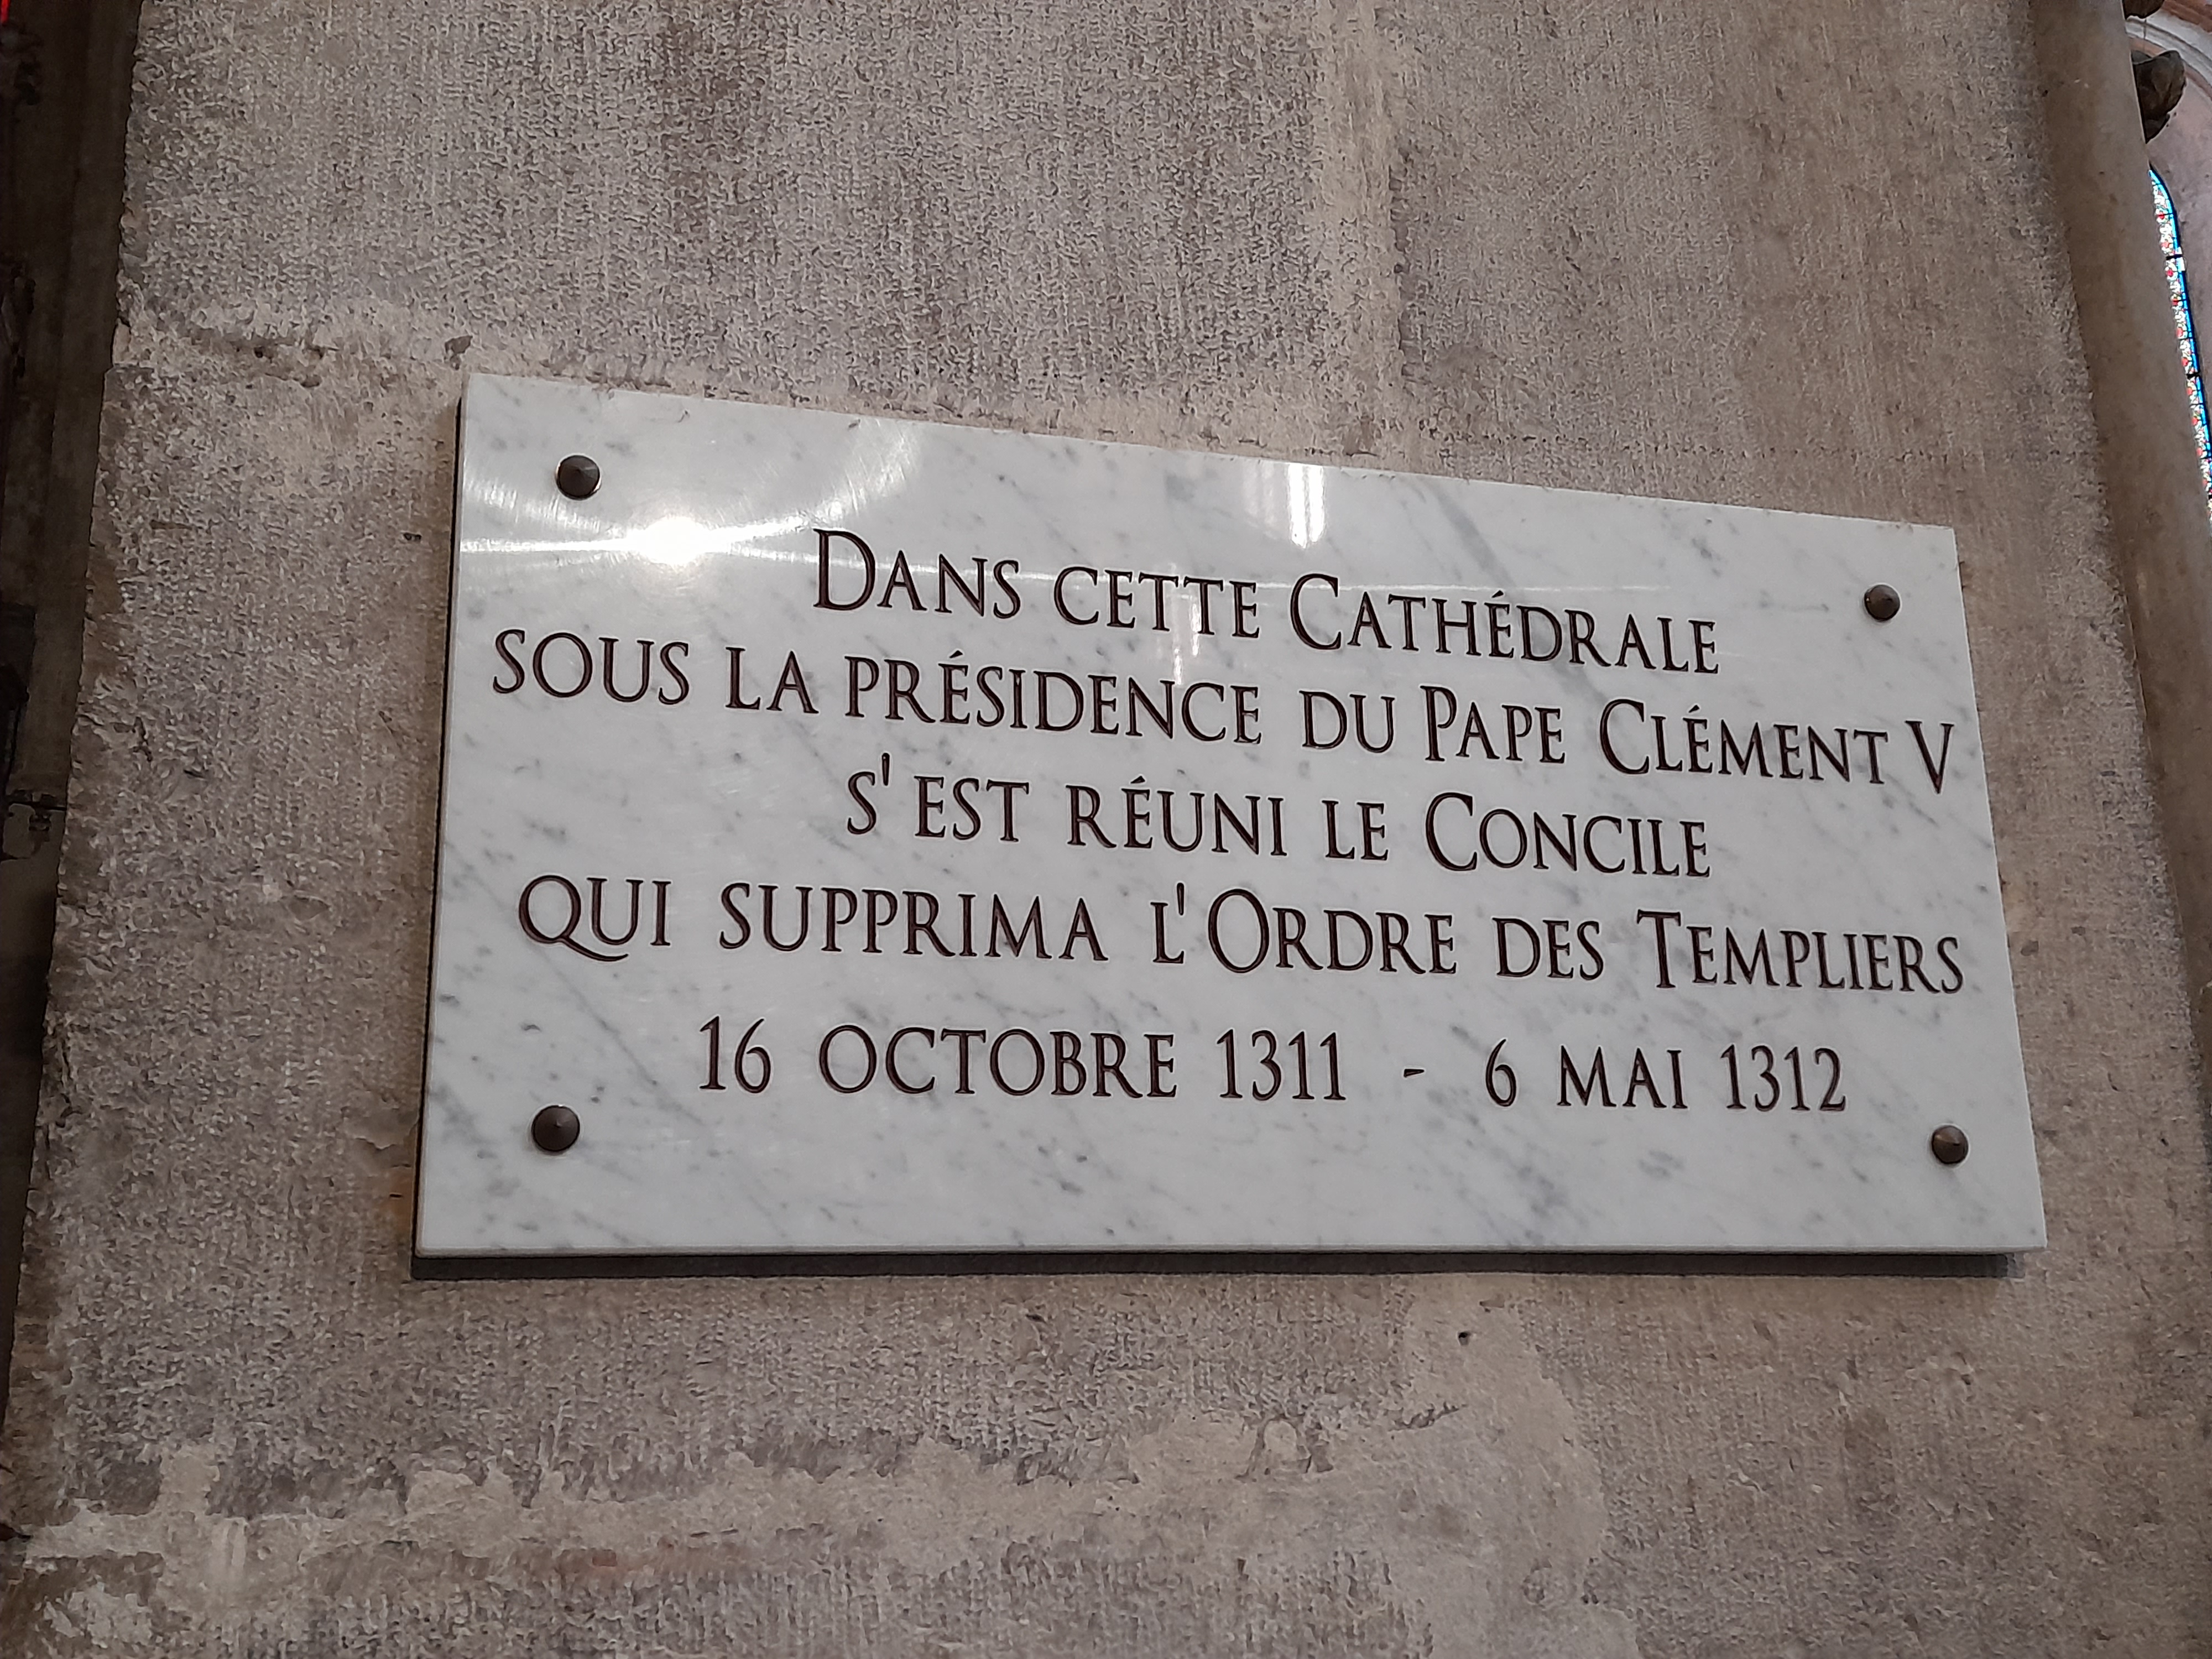 Dans cette Cathédrale
sous la présidence du Pape Clément V
s'est réuni le Concile
qui supprima l'Ordre des Templiers
16 octobre 1311 - 6 mai 1312